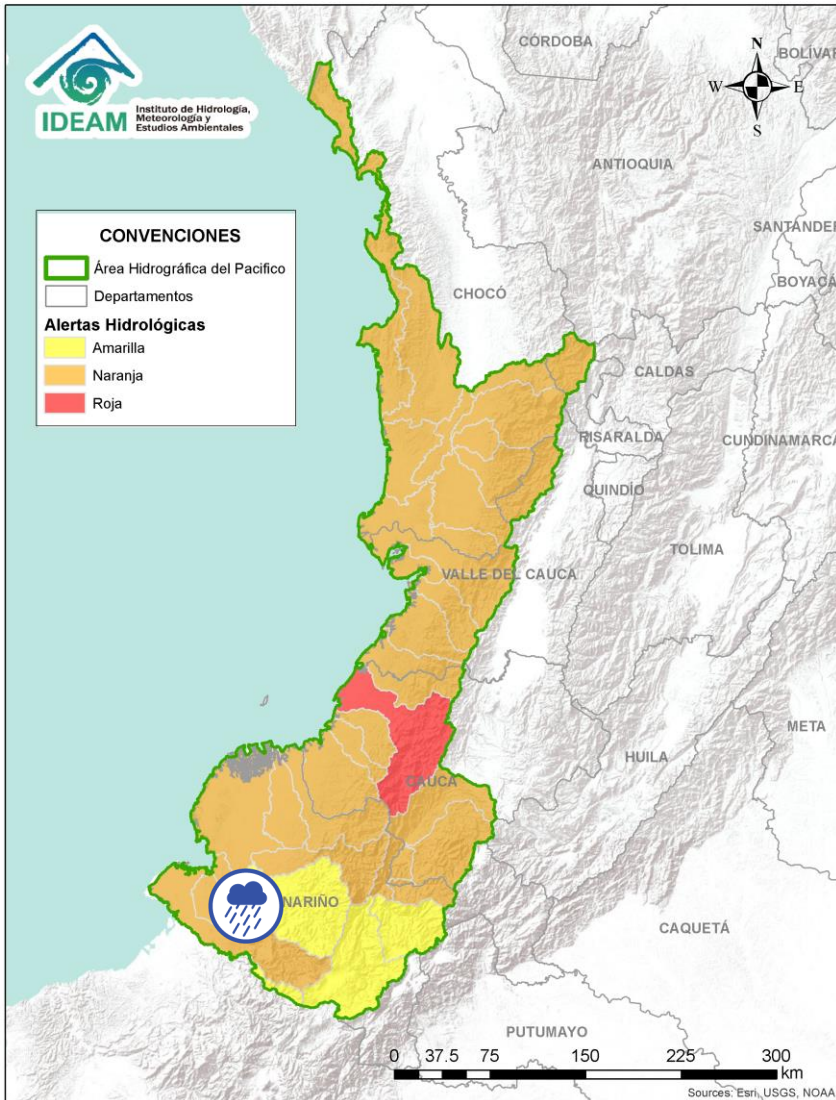 IDEAM
Instituto de Hidrología,
Meteorología y
Estudios Ambientales
CÓRDOBA
BOLÍVAR
N
W
E
S
ANTIOQUIA
SANTANDER
BOYACÁ
CONVENCIONES
Área Hidrográfica del Pacifico
Departamentos
Alertas Hidrológicas
Amarilla
Naranja
Roja
CHOCÓ
CALDAS
RISARALDA
CUNDINAMARCA
QUINDÍO
TOLIMA
VALLE DEL CAUCA
META
HUILA
CAUCA
NARIÑO
CAQUETÁ
PUTUMAYO
0 37.5 75 150 225 300
km
Sources: Esri, USGS, NOAA